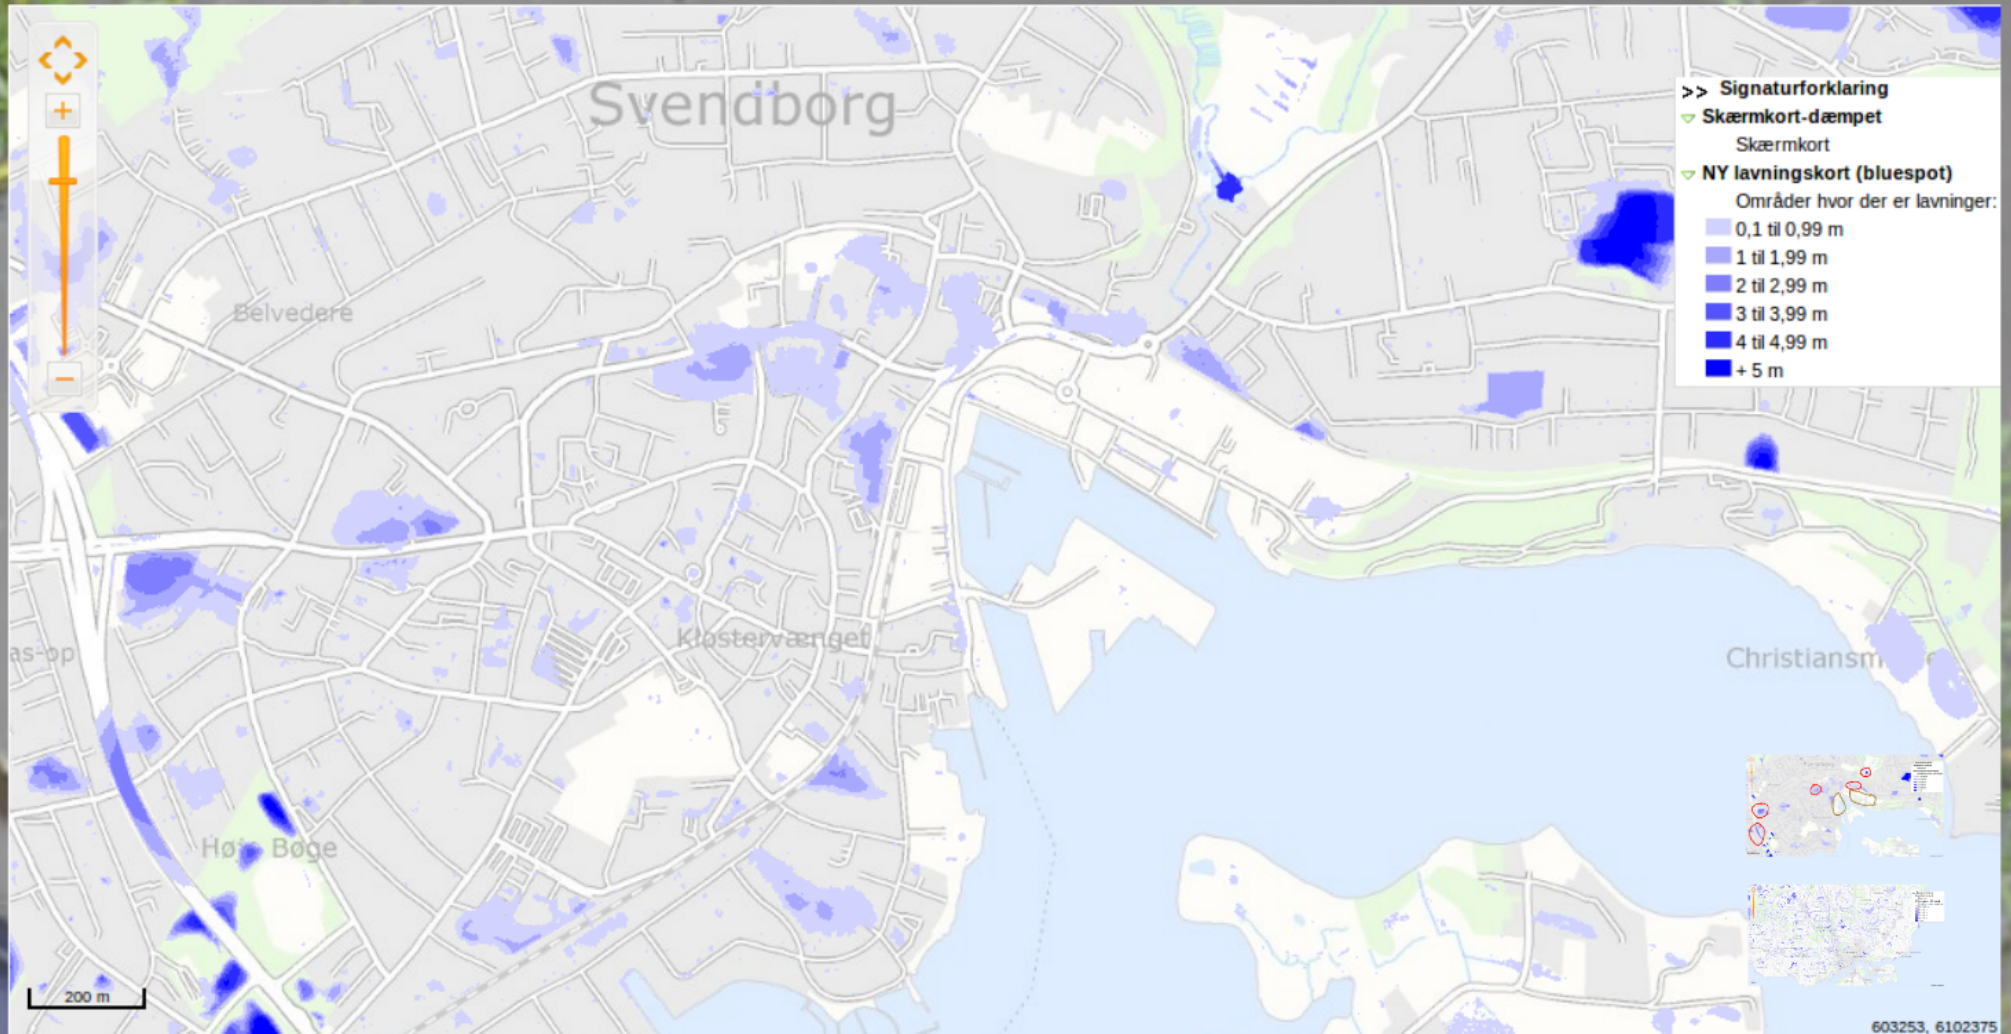 Svendborg
>> Signaturforklaring
Skærmkort-dæmpet
Skærmkort
NY lavningskort (bluespot)
Områder hvor der er lavninger:
0,1 til 0,99 m
1 til 1,99 m
2 til 2,99 m
3 til 3,99 m
4 til 4,99 m
+ 5 m
Belvedere
as-op
Klostervænget
Christiansm
Høje Bøge
200 m
603253, 6102375